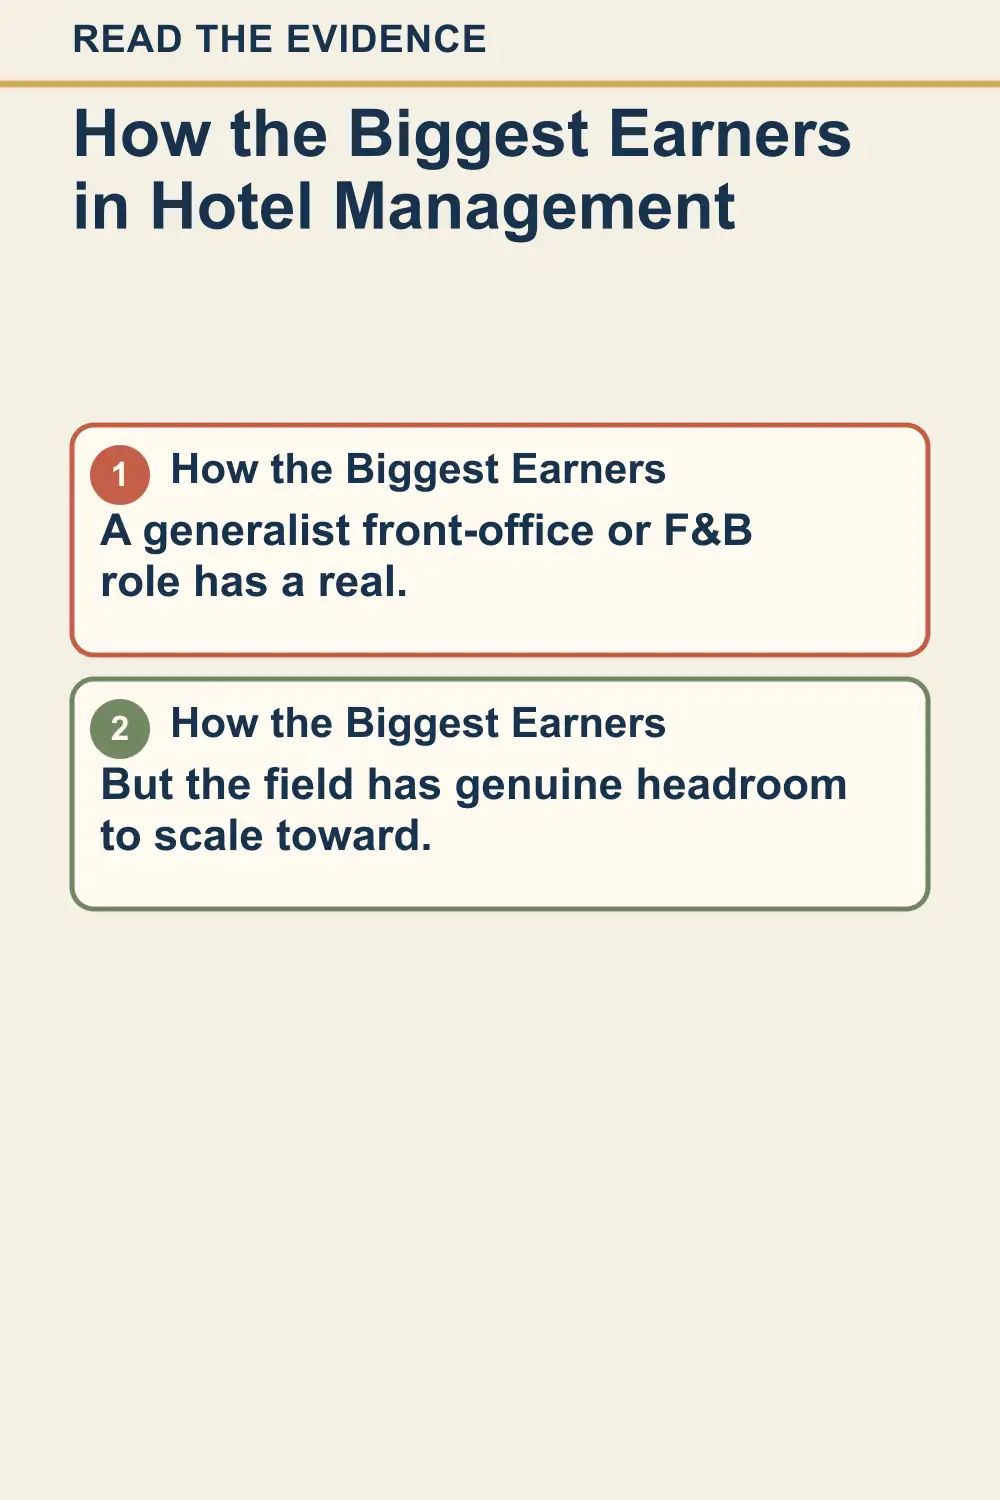 READ THE EVIDENCE
How the Biggest Earners
in Hotel Management
1 How the Biggest Earners
A generalist front-office or F&B
role has a real.
2 How the Biggest Earners
But the field has genuine headroom
to scale toward.